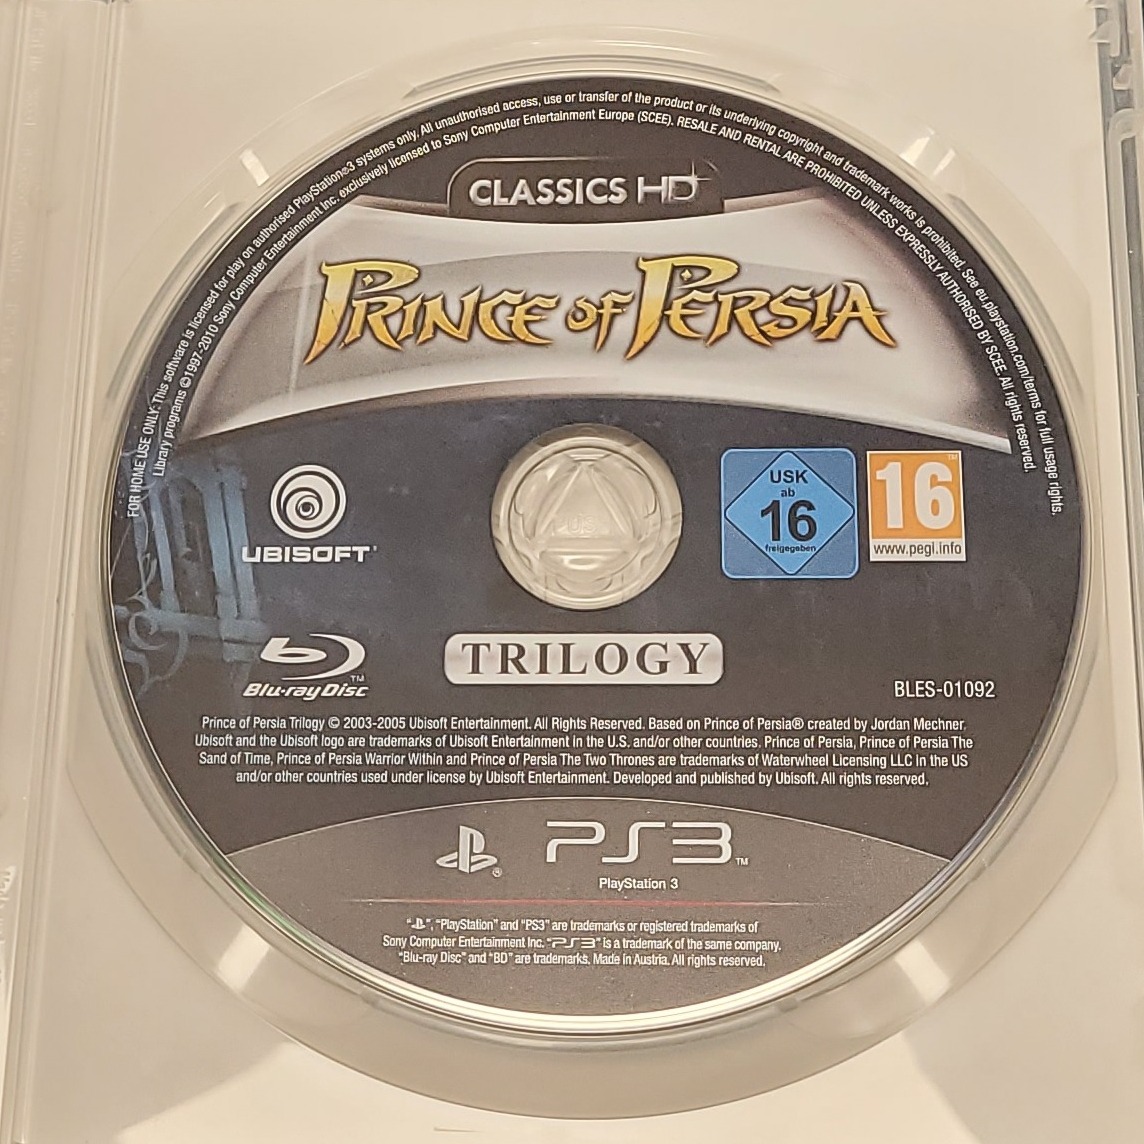 FOR HOME USE ONLY: This software is licensed for play on authorised PlayStation®3 systems only. All unauthorised access, use or transfer of the product or its underlying copyright and trademark works is prohibited. See eu.playstation.com/terms for full usage rights.
Library programs ©1997-2010 Sony Computer Entertainment Inc. exclusively licensed to Sony Computer Entertainment Europe (SCEE). RESALE AND RENTAL ARE PROHIBITED UNLESS EXPRESSLY AUTHORISED BY SCEE. All rights reserved.
CLASSICS HD
PRINCE OF PERSIA
UBISOFT®
USK
ab
16
freigegeben
16™
www.pegi.info
Blu-ray Disc™
TRILOGY
BLES-01092
Prince of Persia Trilogy © 2003-2005 Ubisoft Entertainment. All Rights Reserved. Based on Prince of Persia® created by Jordan Mechner.
Ubisoft and the Ubisoft logo are trademarks of Ubisoft Entertainment in the U.S. and/or other countries. Prince of Persia, Prince of Persia The
Sand of Time, Prince of Persia Warrior Within and Prince of Persia The Two Thrones are trademarks of Waterwheel Licensing LLC in the US
and/or other countries used under license by Ubisoft Entertainment. Developed and published by Ubisoft. All rights reserved.
® PS3™
PlayStation 3
" ", "PlayStation" and "PS3" are trademarks or registered trademarks of
Sony Computer Entertainment Inc. "PS3" is a trademark of the same company.
"Blu-ray Disc" and "BD" are trademarks. Made in Austria. All rights reserved.